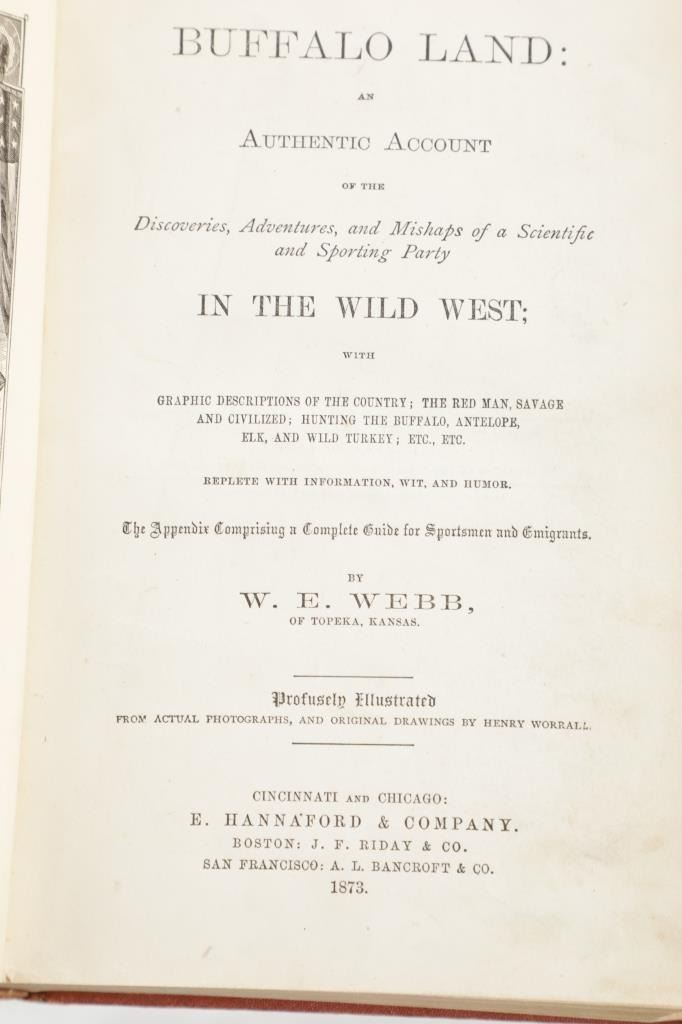 BUFFALO LAND:
AN
AUTHENTIC ACCOUNT
OF THE
Discoveries, Adventures, and Mishaps of a Scientific
and Sporting Party
IN THE WILD WEST;
WITH
GRAPHIC DESCRIPTIONS OF THE COUNTRY; THE RED MAN, SAVAGE
AND CIVILIZED; HUNTING THE BUFFALO, ANTELOPE,
ELK, AND WILD TURKEY; ETC., ETC.
REPLETE WITH INFORMATION, WIT, AND HUMOR.
The Appendix Comprising a Complete Guide for Sportsmen and Emigrants.
BY
W. E. WEBB,
OF TOPEKA, KANSAS.
Profusely Illustrated
FROM ACTUAL PHOTOGRAPHS, AND ORIGINAL DRAWINGS BY HENRY WORRALL.
CINCINNATI AND CHICAGO:
E. HANNAFORD & COMPANY.
BOSTON: J. F. RIDAY & CO.
SAN FRANCISCO: A. L. BANCROFT & CO.
1873.